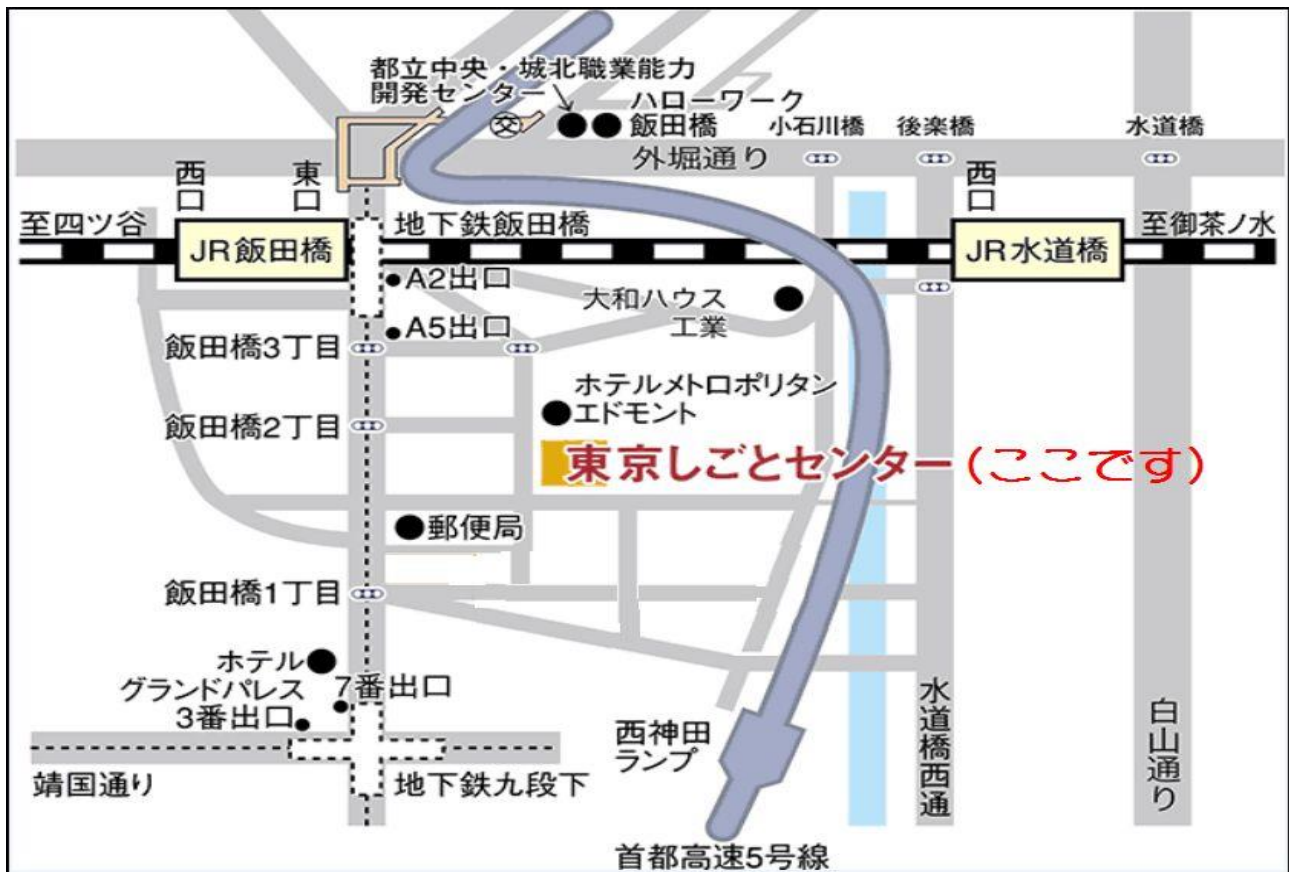 都立中央・城北職業能力
開発センター
交
ハローワーク
飯田橋
小石川橋
後楽橋
水道橋
外堀通り
西口
東口
西口
至四ツ谷
地下鉄飯田橋
至御茶ノ水
JR飯田橋
JR水道橋
A2出口
大和ハウス
工業
A5出口
飯田橋3丁目
ホテルメトロポリタン
エドモント
飯田橋2丁目
東京しごとセンター(ここです)
郵便局
飯田橋1丁目
ホテル
グランドパレス
7番出口
3番出口
西神田
ランプ
水道橋西通
白山通り
靖国通り
地下鉄九段下
首都高速5号線